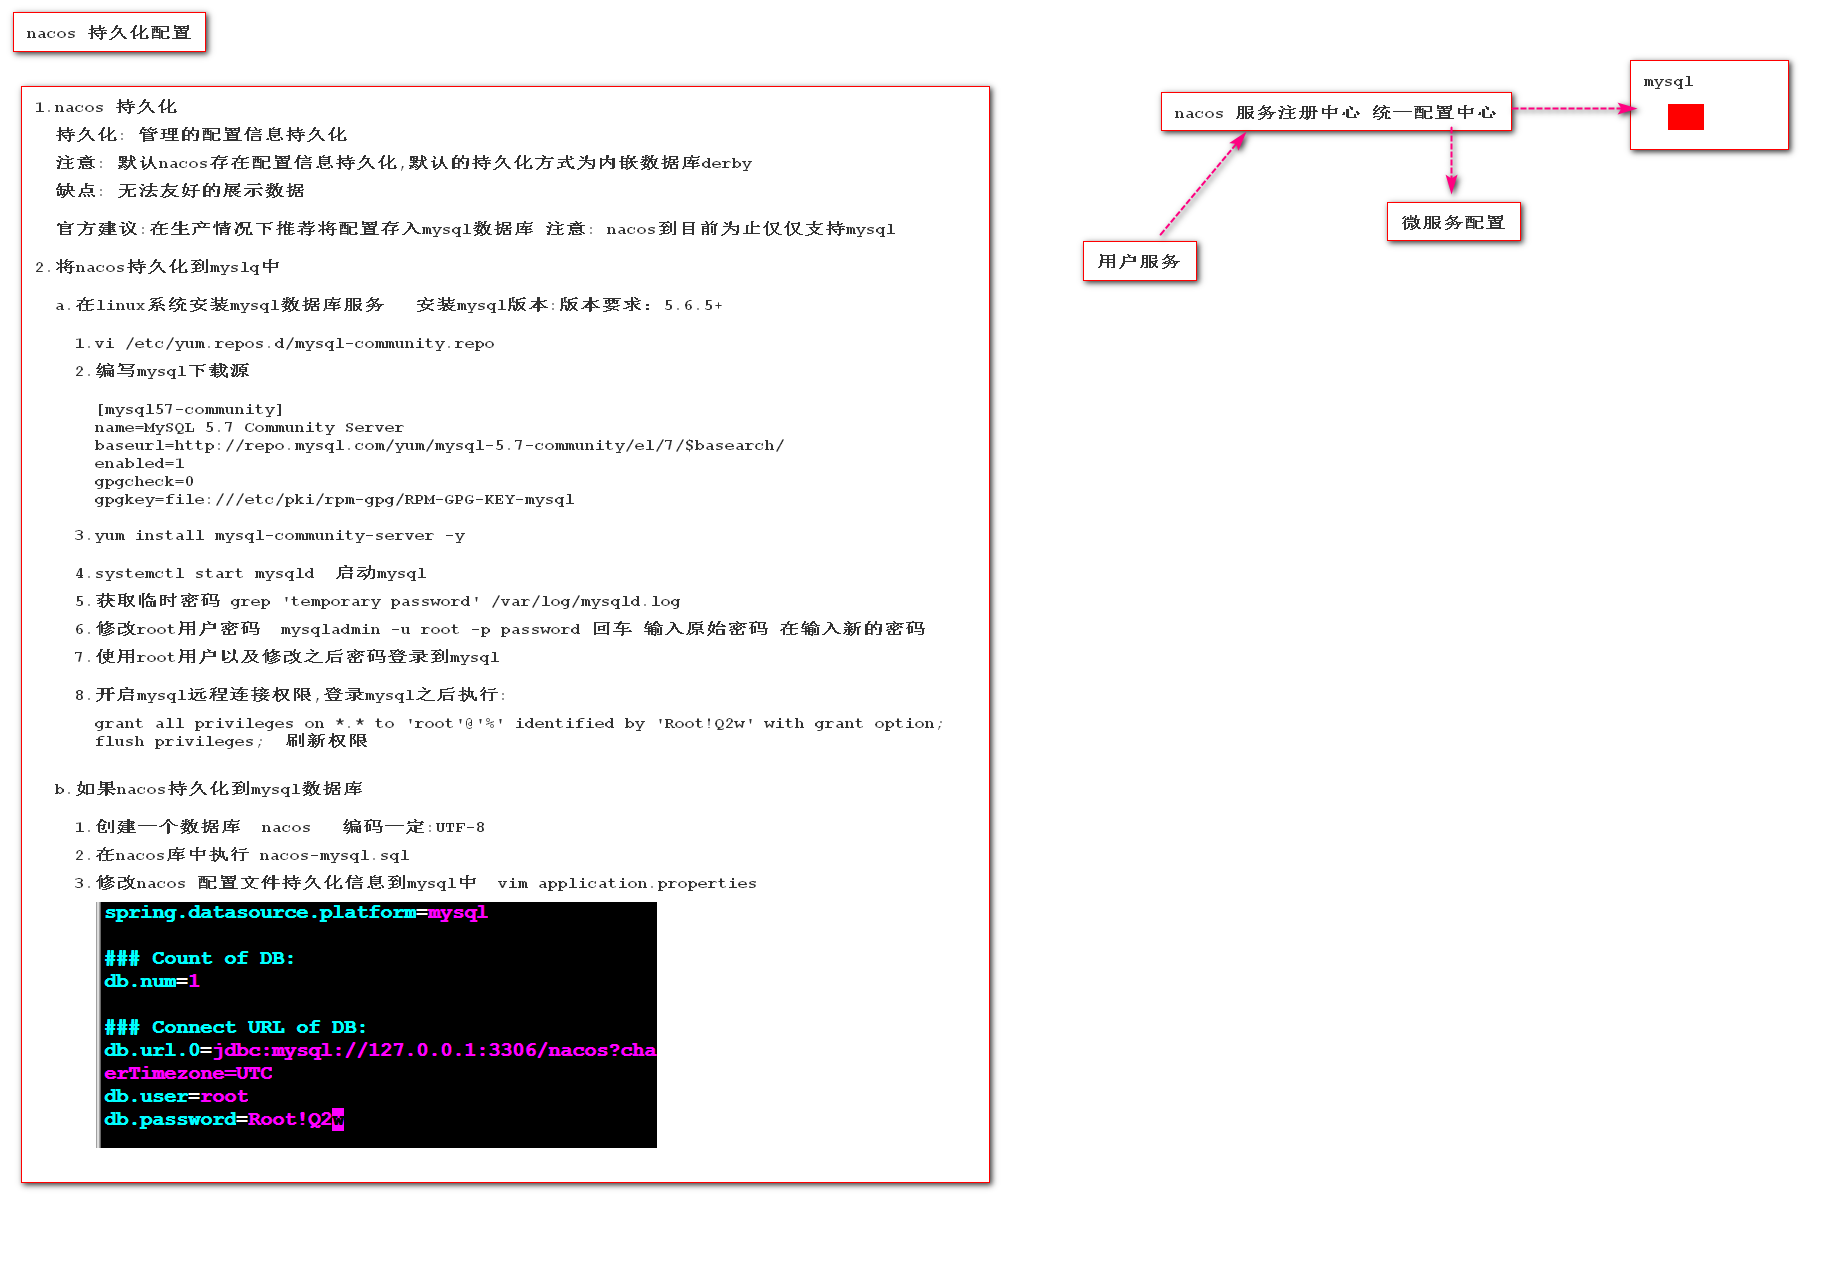 nacos 持久化配置
1.nacos 持久化
持久化: 管理的配置信息持久化
注意: 默认nacos存在配置信息持久化,默认的持久化方式为内嵌数据库derby
缺点: 无法友好的展示数据
官方建议:在生产情况下推荐将配置存入mysql数据库 注意: nacos到目前为止仅仅支持mysql
2.将nacos持久化到myslq中
a.在linux系统安装mysql数据库服务 安装mysql版本:版本要求: 5.6.5+
1.vi /etc/yum.repos.d/mysql-community.repo
2.编写mysql下载源
[mysql57-community]
name=MySQL 5.7 Community Server
baseurl=http://repo.mysql.com/yum/mysql-5.7-community/el/7/$basearch/
enabled=1
gpgcheck=0
gpgkey=file:///etc/pki/rpm-gpg/RPM-GPG-KEY-mysql
3.yum install mysql-community-server -y
4.systemctl start mysqld 启动mysql
5.获取临时密码 grep 'temporary password' /var/log/mysqld.log
6.修改root用户密码 mysqladmin -u root -p password 回车 输入原始密码 在输入新的密码
7.使用root用户以及修改之后密码登录到mysql
8.开启mysql远程连接权限,登录mysql之后执行:
grant all privileges on *.* to 'root'@'%' identified by 'Root!Q2w' with grant option;
flush privileges; 刷新权限
b.如果nacos持久化到mysql数据库
1.创建一个数据库 nacos 编码一定:UTF-8
2.在nacos库中执行 nacos-mysql.sql
3.修改nacos 配置文件持久化信息到mysql中 vim application.properties
spring.datasource.platform=mysql
### Count of DB:
db.num=1
### Connect URL of DB:
db.url.0=jdbc:mysql://127.0.0.1:3306/nacos?cha
erTimezone=UTC
db.user=root
db.password=Root!Q2w
mysql
nacos 服务注册中心 统一配置中心
微服务配置
用户服务